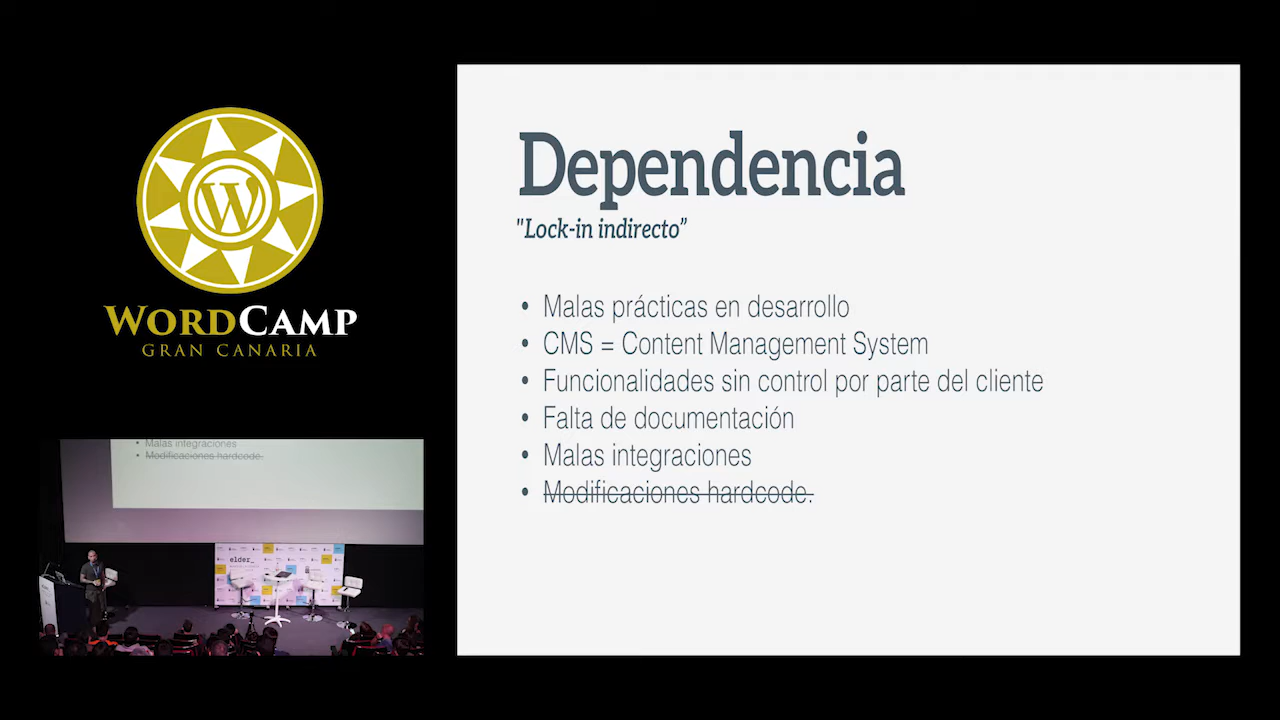 W
WORDCAMP
GRAN CANARIA
Dependencia
"Lock-in indirecto”
• Malas prácticas en desarrollo
• CMS = Content Management System
• Funcionalidades sin control por parte del cliente
• Falta de documentación
• Malas integraciones
• Modificaciones hardcode.
• Malas integraciones
• Modificaciones hardcode.
elder_